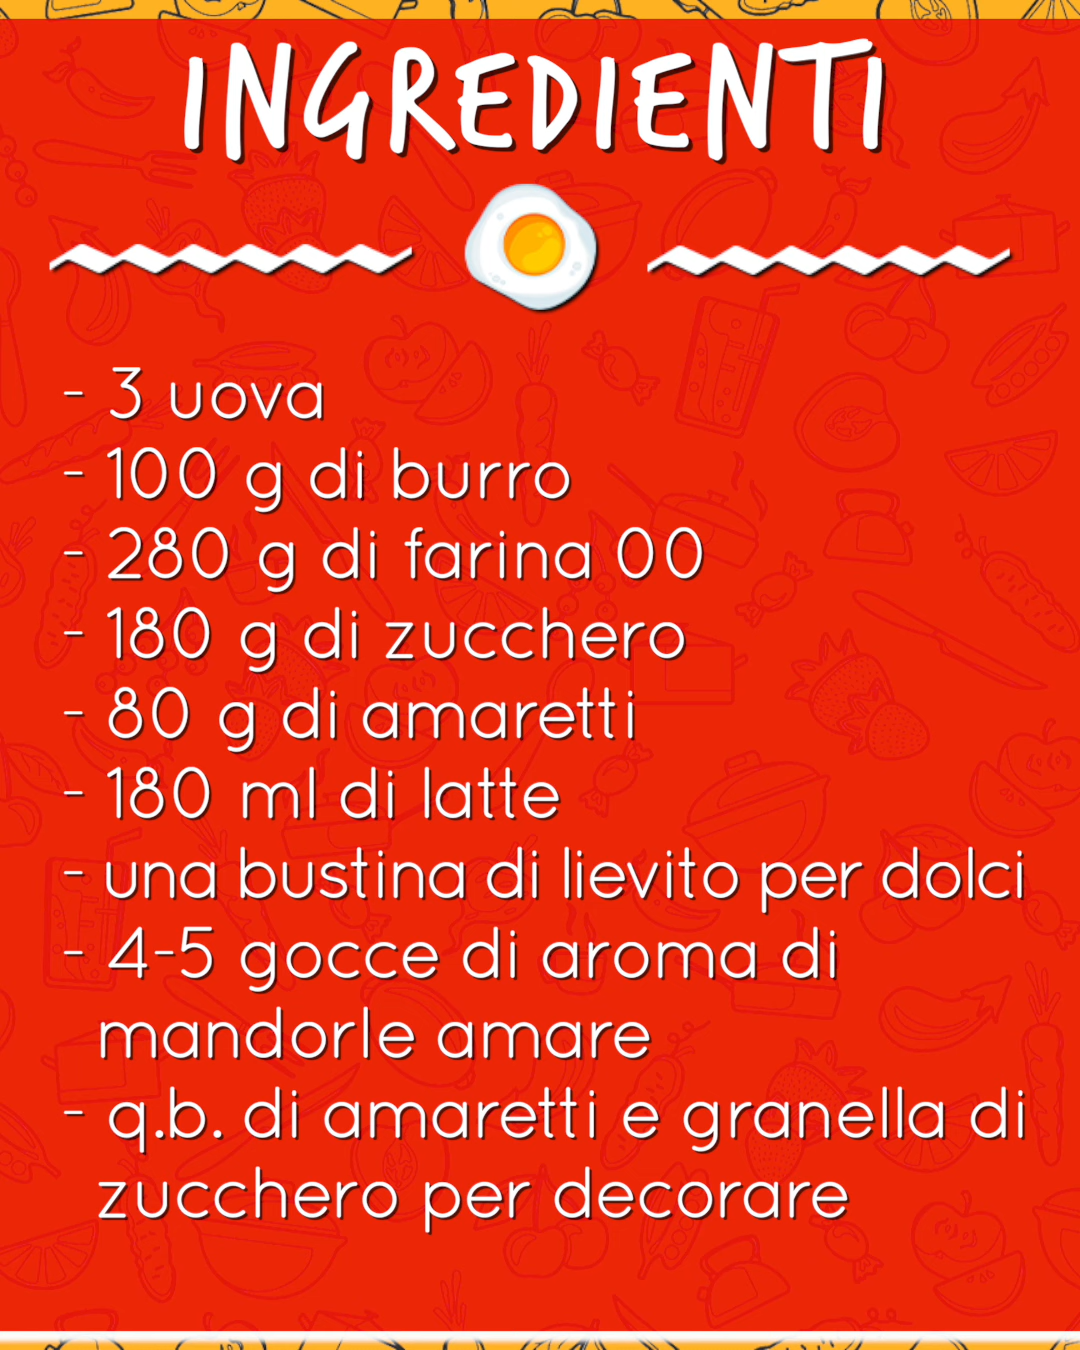 INGREDIENTI
- 3 uova
- 100 g di burro
- 280 g di farina 00
- 180 g di zucchero
- 80 g di amaretti
- 180 ml di latte
- una bustina di lievito per dolci
- 4-5 gocce di aroma di
mandorle amare
- q.b. di amaretti e granella di
zucchero per decorare